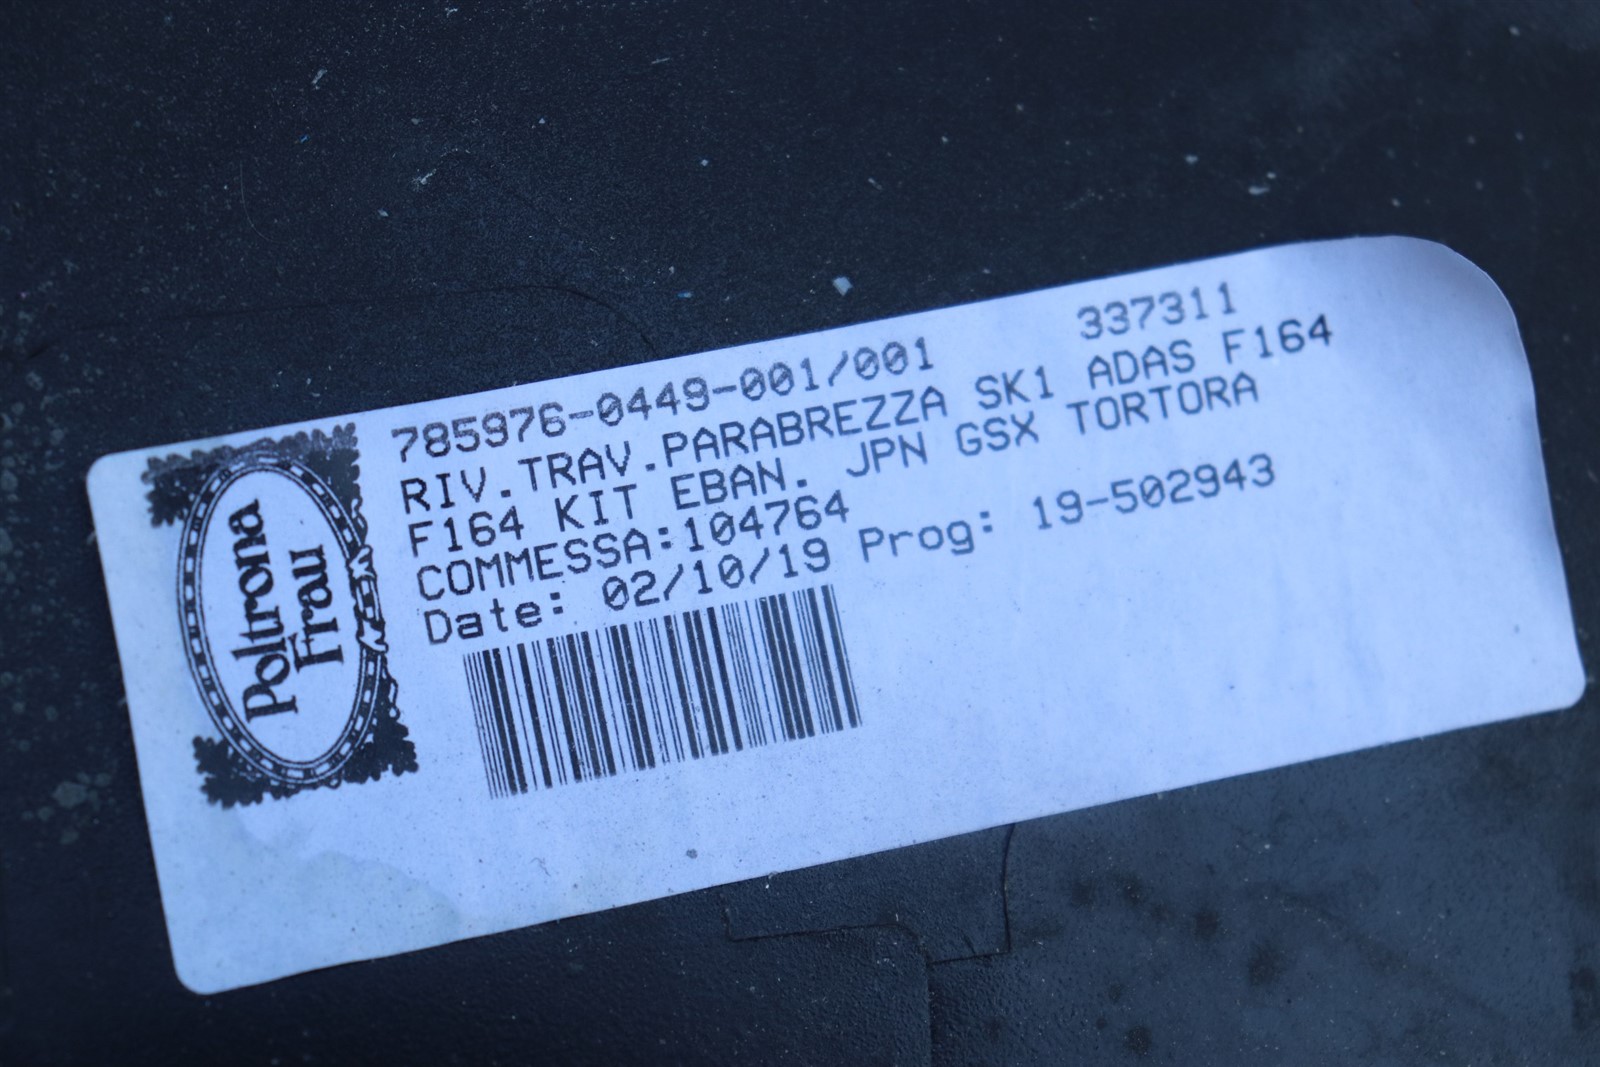 Poltrona
Frau
785976-0449-001/001 337311
RIV.TRAV.PARABREZZA SK1 ADAS F164
F164 KIT EBAN. JPN GSX TORTORA
COMMESSA:104764
Date: 02/10/19 Prog: 19-502943